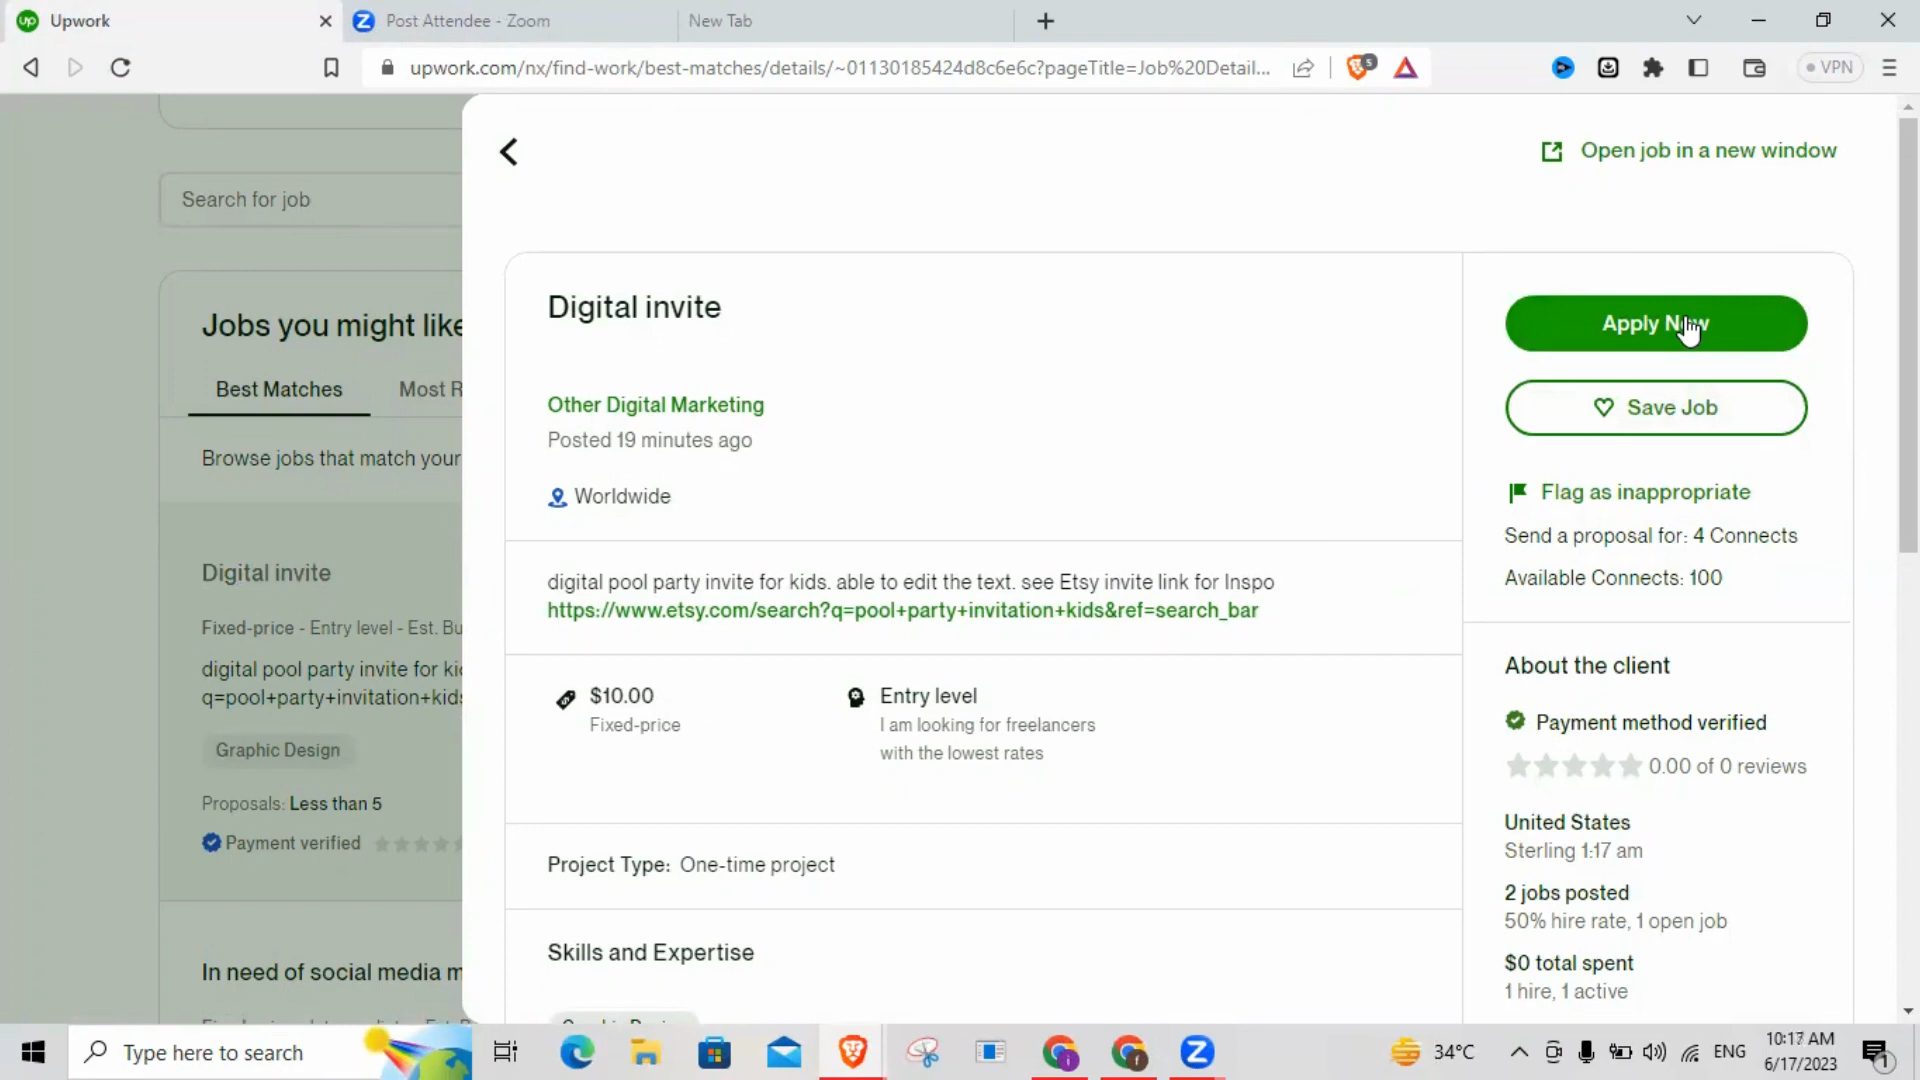 Upwork
Post Attendee - Zoom
New Tab
upwork.com/nx/find-work/best-matches/details/~01130185424d8c6e6c?pageTitle=Job%20Detail...
5
VPN
Search for job
Jobs you might like
Best Matches
Most R
Browse jobs that match your
Digital invite
Fixed-price - Entry level - Est. Bu
digital pool party invite for kid
q=pool+party+invitation+kids
Graphic Design
Proposals: Less than 5
Payment verified
In need of social media m
Open job in a new window
Digital invite
Other Digital Marketing
Posted 19 minutes ago
Worldwide
digital pool party invite for kids. able to edit the text. see Etsy invite link for Inspo
https://www.etsy.com/search?q=pool+party+invitation+kids&ref=search_bar
$10.00
Fixed-price
Entry level
I am looking for freelancers
with the lowest rates
Project Type: One-time project
Skills and Expertise
Apply Now
Save Job
Flag as inappropriate
Send a proposal for: 4 Connects
Available Connects: 100
About the client
Payment method verified
0.00 of 0 reviews
United States
Sterling 1:17 am
2 jobs posted
50% hire rate, 1 open job
$0 total spent
1 hire, 1 active
Type here to search
34°C
ENG
10:17 AM
6/17/2023
1